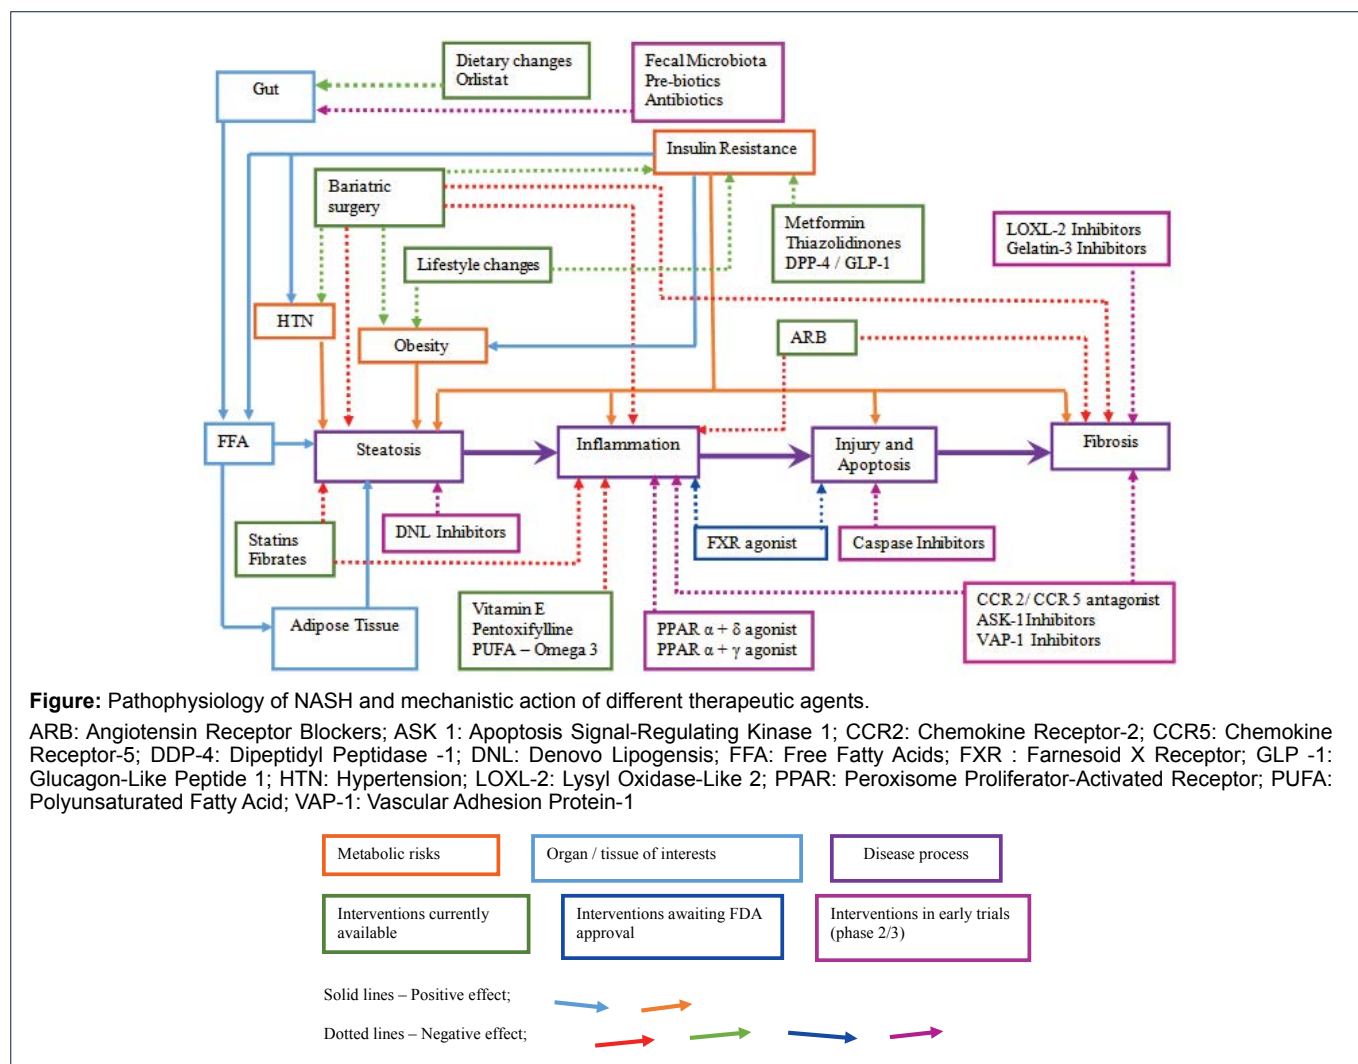 Gut
Dietary changes
Orlistat
Fecal Microbiota
Pre-biotics
Antibiotics
Insulin Resistance
Bariatric
surgery
Metformin
Thiazolidinones
DPP-4 / GLP-1
LOXL-2 Inhibitors
Gelatin-3 Inhibitors
Lifestyle changes
HTN
Obesity
ARB
FFA
Steatosis
Inflammation
Injury and
Apoptosis
Fibrosis
Statins
Fibrates
DNL Inhibitors
FXR agonist
Caspase Inhibitors
Adipose Tissue
Vitamin E
Pentoxifylline
PUFA – Omega 3
PPAR α + δ agonist
PPAR α + γ agonist
CCR 2/ CCR 5 antagonist
ASK-1Inhibitors
VAP-1 Inhibitors
Figure: Pathophysiology of NASH and mechanistic action of different therapeutic agents.
ARB: Angiotensin Receptor Blockers; ASK 1: Apoptosis Signal-Regulating Kinase 1; CCR2: Chemokine Receptor-2; CCR5: Chemokine
Receptor-5; DDP-4: Dipeptidyl Peptidase -1; DNL: Denovo Lipogensis; FFA: Free Fatty Acids; FXR : Farnesoid X Receptor; GLP -1:
Glucagon-Like Peptide 1; HTN: Hypertension; LOXL-2: Lysyl Oxidase-Like 2; PPAR: Peroxisome Proliferator-Activated Receptor; PUFA:
Polyunsaturated Fatty Acid; VAP-1: Vascular Adhesion Protein-1
Metabolic risks
Organ / tissue of interests
Disease process
Interventions currently
available
Interventions awaiting FDA
approval
Interventions in early trials
(phase 2/3)
Solid lines – Positive effect;
Dotted lines – Negative effect;